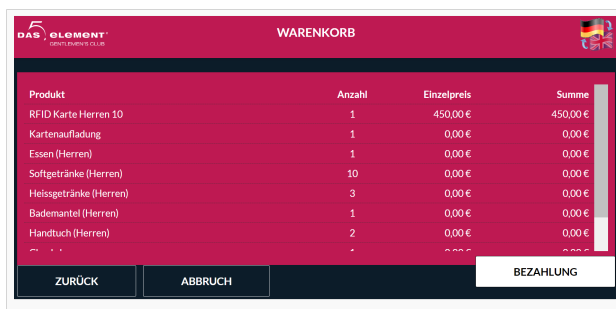 DAS 5. ELEMENT
GENTLEMEN'S CLUB
WARENKORB
Produkt Anzahl Einzelpreis Summe
RFID Karte Herren 10 1 450,00 € 450,00 €
Kartenaufladung 1 0,00 € 0,00 €
Essen (Herren) 1 0,00 € 0,00 €
Softgetränke (Herren) 10 0,00 € 0,00 €
Heissgetränke (Herren) 3 0,00 € 0,00 €
Bademantel (Herren) 1 0,00 € 0,00 €
Handtuch (Herren) 2 0,00 € 0,00 €
ZURÜCK ABBRUCH BEZAHLUNG